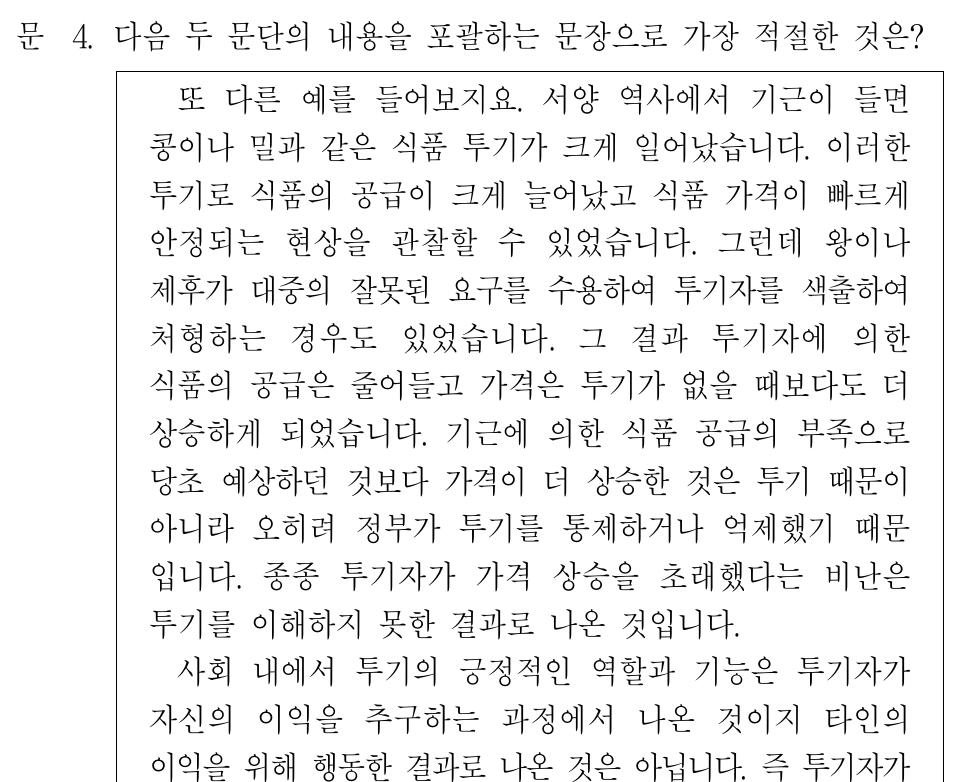 문 4. 다음 두 문단의 내용을 포괄하는 문장으로 가장 적절한 것은?
또 다른 예를 들어보지요. 서양 역사에서 기근이 들면
콩이나 밀과 같은 식품 투기가 크게 일어났습니다. 이러한
투기로 식품의 공급이 크게 늘어났고 식품 가격이 빠르게
안정되는 현상을 관찰할 수 있었습니다. 그런데 왕이나
제후가 대중의 잘못된 요구를 수용하여 투기자를 색출하여
처형하는 경우도 있었습니다. 그 결과 투기자에 의한
식품의 공급은 줄어들고 가격은 투기가 없을 때보다도 더
상승하게 되었습니다. 기근에 의한 식품 공급의 부족으로
당초 예상하던 것보다 가격이 더 상승한 것은 투기 때문이
아니라 오히려 정부가 투기를 통제하거나 억제했기 때문
입니다. 종종 투기자가 가격 상승을 초래했다는 비난은
투기를 이해하지 못한 결과로 나온 것입니다.
사회 내에서 투기의 긍정적인 역할과 기능은 투기자가
자신의 이익을 추구하는 과정에서 나온 것이지 타인의
이익을 위해 행동한 결과로 나온 것은 아닙니다. 즉 투기자가